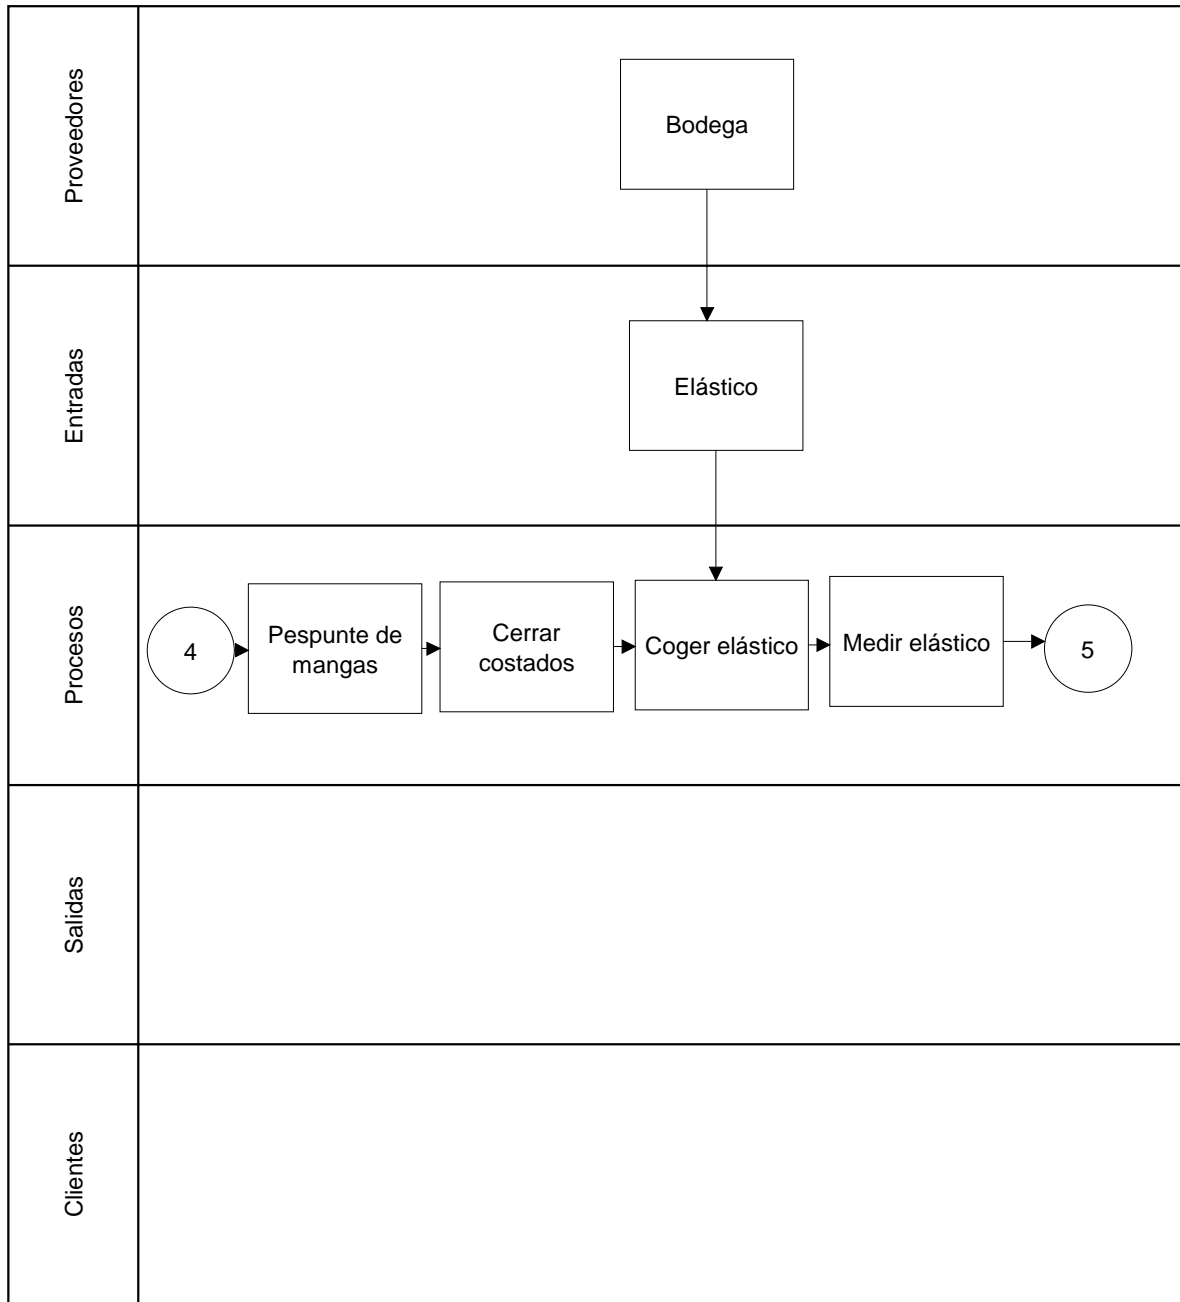 Proveedores
Bodega
Entradas
Elástico
Procesos
4
Pespunte de
mangas
Cerrar
costados
Coger elástico
Medir elástico
5
Salidas
Clientes